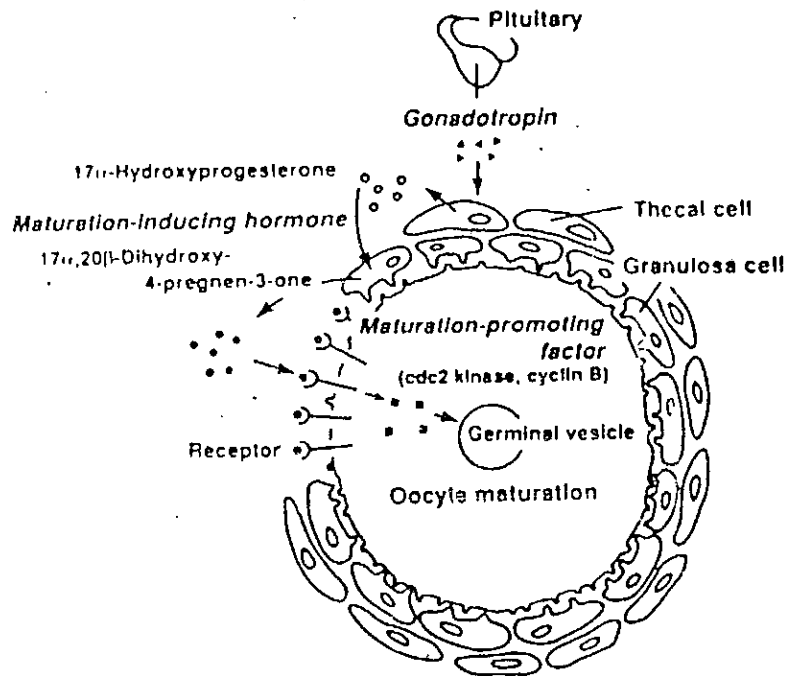 Pituitary
Gonadotropin
17α-Hydroxyprogesterone
Maturation-inducing hormone
17α,20β-Dihydroxy-
4-pregnen-3-one
Thecal cell
Granulosa cell
Maturation-promoting
factor
(cdc2 kinase, cyclin B)
Receptor
Germinal vesicle
Oocyte maturation